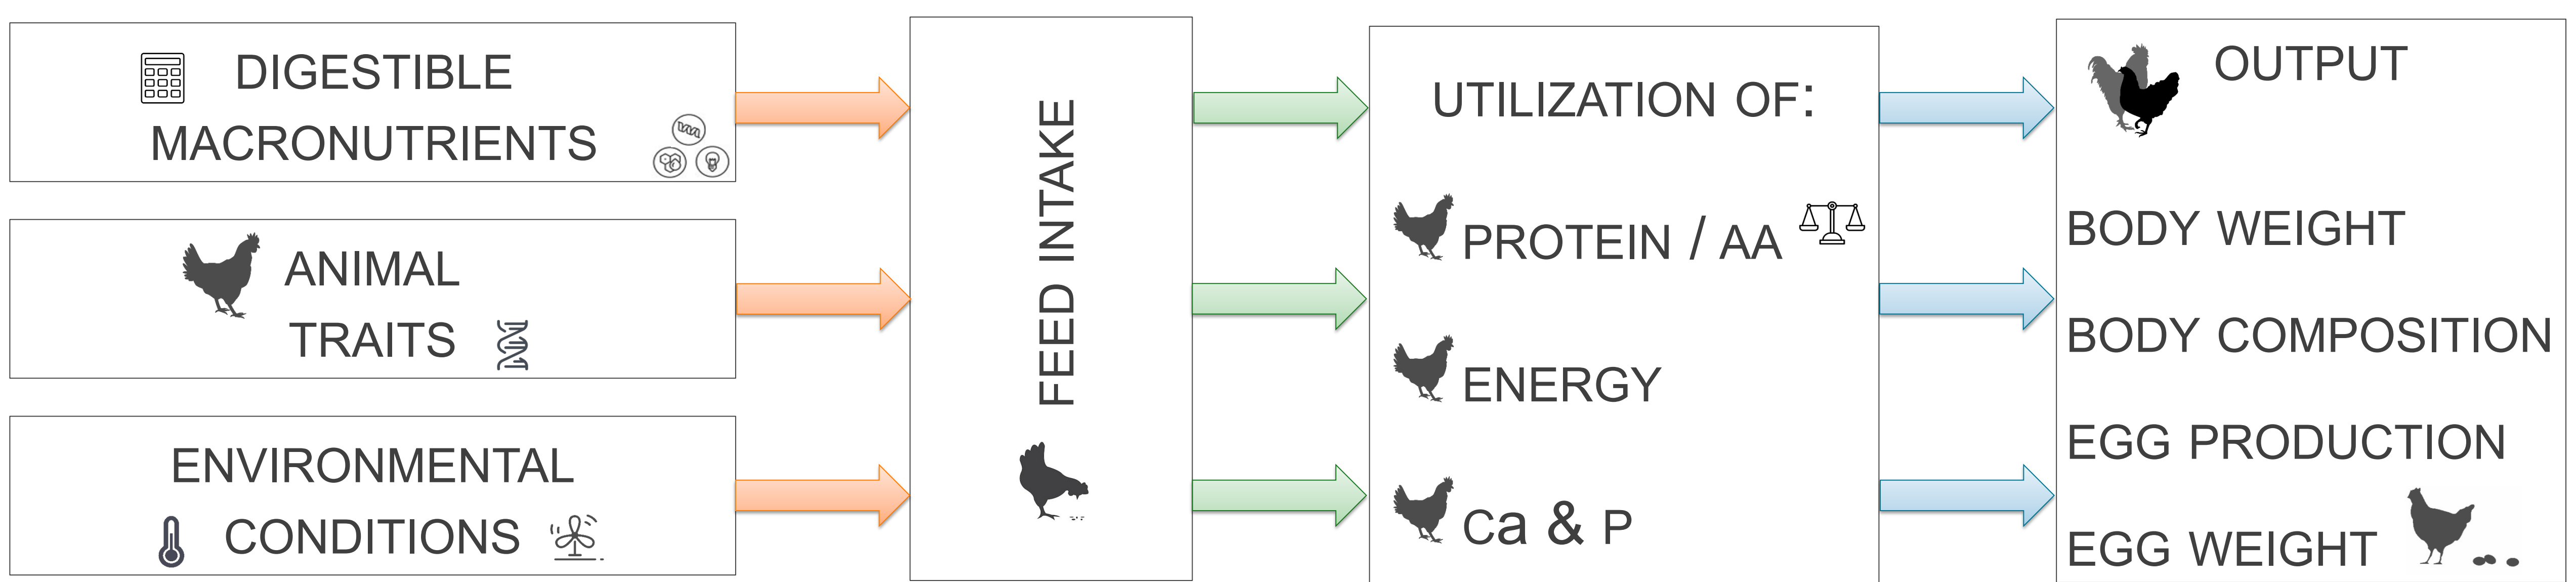 DIGESTIBLE
MACRONUTRIENTS
ANIMAL
TRAITS
ENVIRONMENTAL
CONDITIONS
FEED INTAKE
UTILIZATION OF:
PROTEIN / AA
ENERGY
Ca & P
OUTPUT
BODY WEIGHT
BODY COMPOSITION
EGG PRODUCTION
EGG WEIGHT